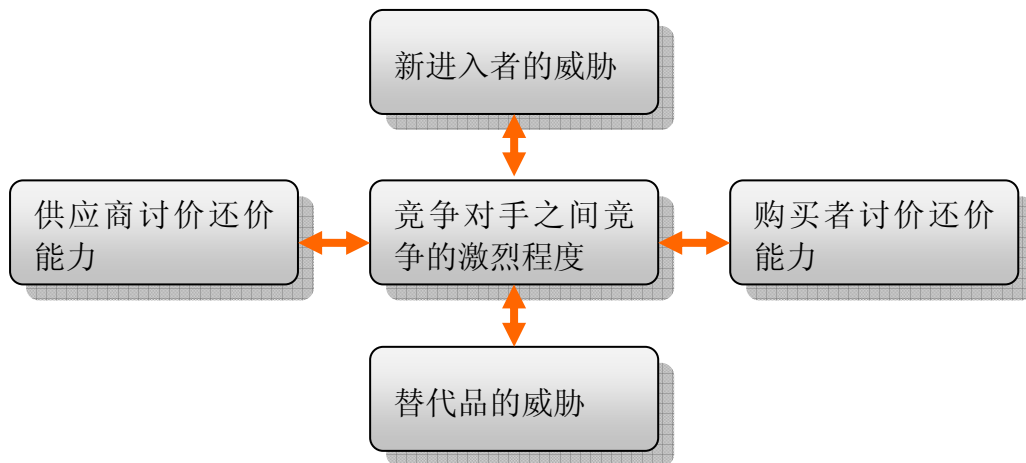 新进入者的威胁
供应商讨价还价
能力
竞争对手之间竞
争的激烈程度
购买者讨价还价
能力
替代品的威胁